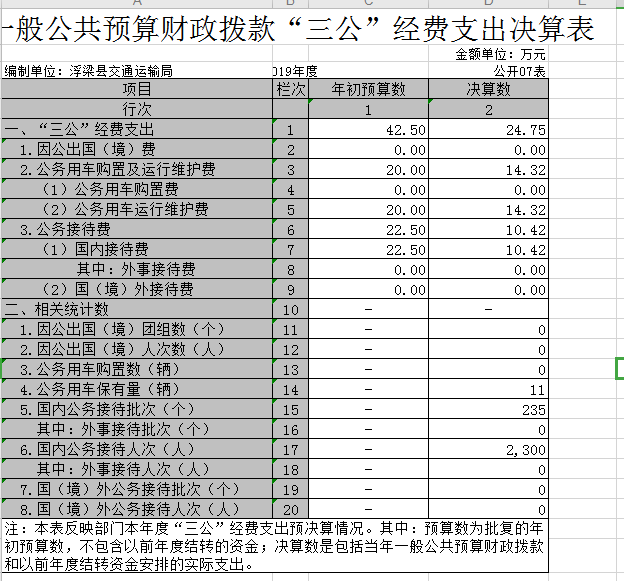 A B C D E
一般公共预算财政拨款“三公”经费支出决算表
金额单位：万元
编制单位：浮梁县交通运输局 019年度 公开07表
项目 栏次 年初预算数 决算数
行次 1 2
一、“三公”经费支出 1 42.50 24.75
1.因公出国（境）费 2 0.00 0.00
2.公务用车购置及运行维护费 3 20.00 14.32
（1）公务用车购置费 4 0.00 0.00
（2）公务用车运行维护费 5 20.00 14.32
3.公务接待费 6 22.50 10.42
（1）国内接待费 7 22.50 10.42
其中：外事接待费 8 0.00 0.00
（2）国（境）外接待费 9 0.00 0.00
二、相关统计数 10 – –
1.因公出国（境）团组数（个） 11 – 0
2.因公出国（境）人次数（人） 12 – 0
3.公务用车购置数（辆） 13 – 0
4.公务用车保有量（辆） 14 – 11
5.国内公务接待批次（个） 15 – 235
其中：外事接待批次（个） 16 – 0
6.国内公务接待人次（人） 17 – 2,300
其中：外事接待人次（人） 18 – 0
7.国（境）外公务接待批次（个） 19 – 0
8.国（境）外公务接待人次（人） 20 – 0
注：本表反映部门本年度“三公”经费支出预决算情况。其中：预算数为批复的年
初预算数，不包含以前年度结转的资金；决算数是包括当年一般公共预算财政拨款
和以前年度结转资金安排的实际支出。